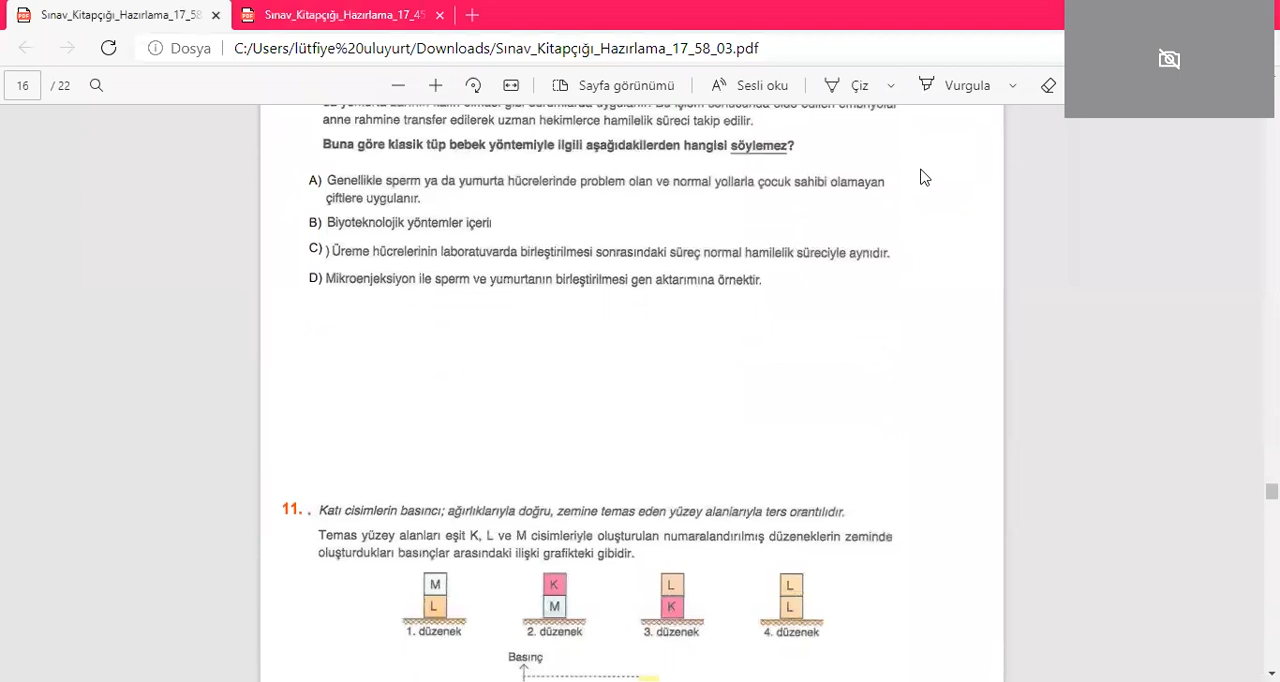 Sınav_Kitapçığı_Hazırlama_17_58
Sınav_Kitapçığı_Hazırlama_17_45
Dosya
C:/Users/lütfiye%20uluyurt/Downloads/Sınav_Kitapçığı_Hazırlama_17_58_03.pdf
16 / 22
Sayfa görünümü
Sesli oku
Çiz
Vurgula
anne rahmine transfer edilerek uzman hekimlerce hamilelik süreci takip edilir.
Buna göre klasik tüp bebek yöntemiyle ilgili aşağıdakilerden hangisi söylemez?
A) Genellikle sperm ya da yumurta hücrelerinde problem olan ve normal yollarla çocuk sahibi olamayan
çiftlere uygulanır.
B) Biyoteknolojik yöntemler içeri
C) ) Üreme hücrelerinin laboratuvarda birleştirilmesi sonrasındaki süreç normal hamilelik süreciyle aynıdır.
D) Mikroenjeksiyon ile sperm ve yumurtanın birleştirilmesi gen aktarımına örnektir.
11. . Katı cisimlerin basıncı; ağırlıklarıyla doğru, zemine temas eden yüzey alanlarıyla ters orantılıdır.
Temas yüzey alanları eşit K, L ve M cisimleriyle oluşturulan numaralandırılmış düzeneklerin zeminde
oluşturdukları basınçlar arasındaki ilişki grafikteki gibidir.
M K L L
L M K L
1. düzenek 2. düzenek 3. düzenek 4. düzenek
Basınç